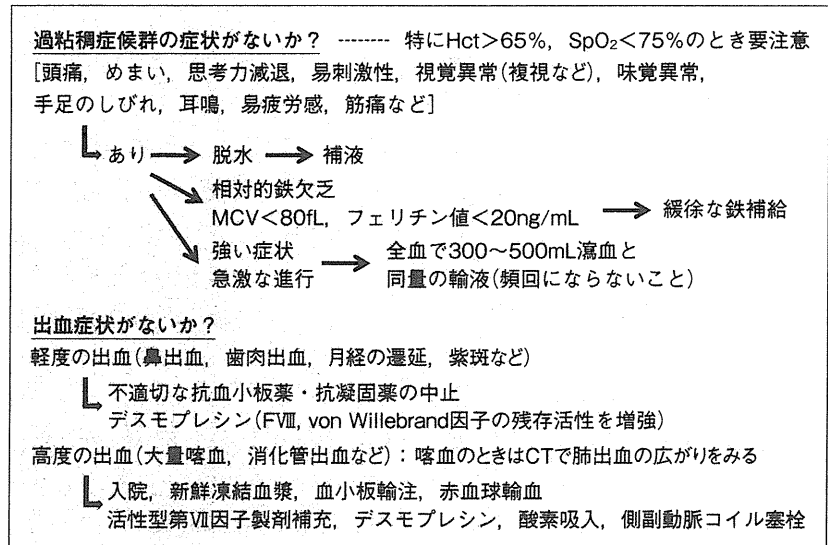 過粘稠症候群の症状がないか？ -------- 特にHct＞65%，SpO₂＜75%のとき要注意
[頭痛，めまい，思考力減退，易刺激性，視覚異常(複視など)，味覚異常，
手足のしびれ，耳鳴，易疲労感，筋痛など]
あり → 脱水 → 補液
相対的鉄欠乏
MCV＜80fL，フェリチン値＜20ng/mL → 緩徐な鉄補給
強い症状
急激な進行 → 全血で300～500mL瀉血と
同量の輸液(頻回にならないこと)
出血症状がないか？
軽度の出血(鼻出血，歯肉出血，月経の遷延，紫斑など)
不適切な抗血小板薬・抗凝固薬の中止
デスモプレシン(FⅧ, von Willebrand因子の残存活性を増強)
高度の出血(大量喀血，消化管出血など)：喀血のときはCTで肺出血の広がりをみる
入院，新鮮凍結血漿，血小板輸注，赤血球輸血
活性型第Ⅶ因子製剤補充，デスモプレシン，酸素吸入，側副動脈コイル塞栓